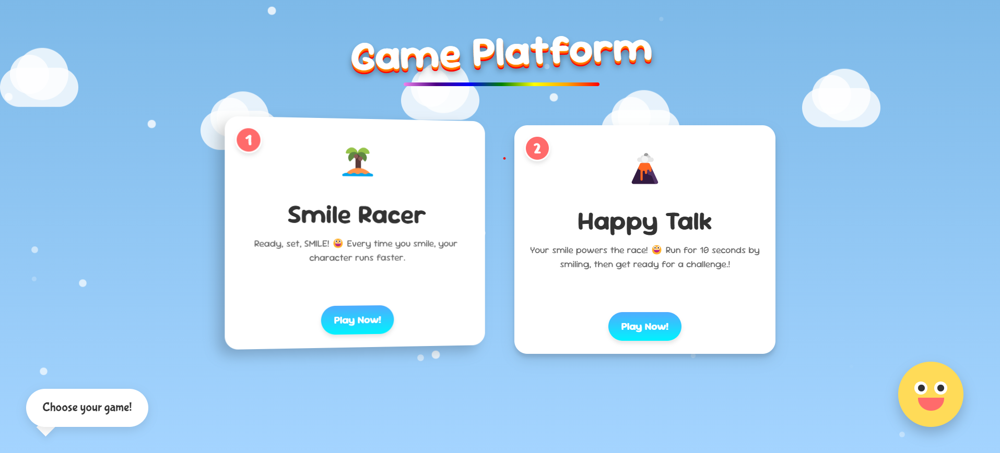 Game Platform
1
Smile Racer
Ready, set, SMILE! 😀 Every time you smile, your
character runs faster.
Play Now!
2
Happy Talk
Your smile powers the race! 😀 Run for 10 seconds by
smiling, then get ready for a challenge.!
Play Now!
Choose your game!